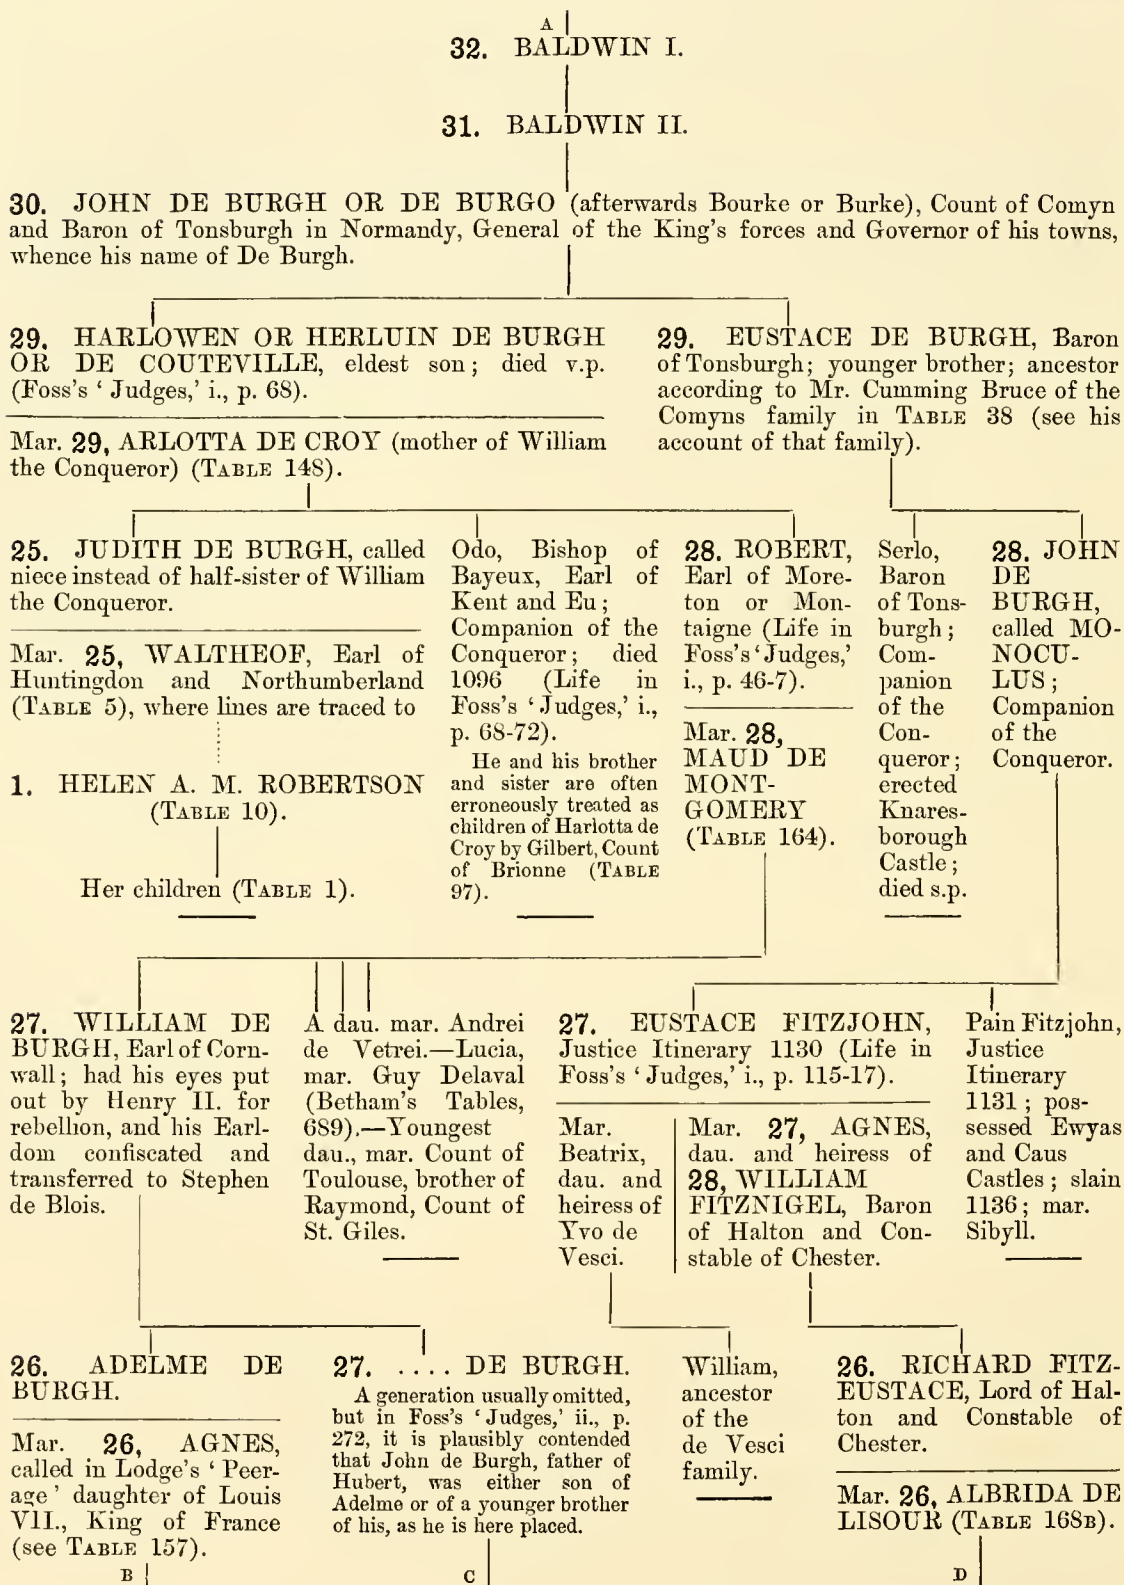 A
32. BALDWIN I.
31. BALDWIN II.
30. JOHN DE BURGH OR DE BURGO (afterwards Bourke or Burke), Count of Comyn
and Baron of Tonsburgh in Normandy, General of the King's forces and Governor of his towns,
whence his name of De Burgh.
29. HARLOWEN OR HERLUIN DE BURGH
OR DE COUTEVILLE, eldest son; died v.p.
(Foss's 'Judges,' i., p. 68).
Mar. 29, ARLOTTA DE CROY (mother of William
the Conqueror) (TABLE 148).
29. EUSTACE DE BURGH, Baron
of Tonsburgh; younger brother; ancestor
according to Mr. Cumming Bruce of the
Comyns family in TABLE 38 (see his
account of that family).
25. JUDITH DE BURGH, called
niece instead of half-sister of William
the Conqueror.
Mar. 25, WALTHEOF, Earl of
Huntingdon and Northumberland
(TABLE 5), where lines are traced to
1. HELEN A. M. ROBERTSON
(TABLE 10).
Her children (TABLE 1).
Odo, Bishop of
Bayeux, Earl of
Kent and Eu;
Companion of the
Conqueror; died
1096 (Life in
Foss's 'Judges,' i.,
p. 68-72).
He and his brother
and sister are often
erroneously treated as
children of Harlotta de
Croy by Gilbert, Count
of Brionne (TABLE
97).
28. ROBERT,
Earl of More-
ton or Mon-
taigne (Life in
Foss's 'Judges,'
i., p. 46-7).
Mar. 28,
MAUD DE
MONT-
GOMERY
(TABLE 164).
Serlo,
Baron
of Tons-
burgh;
Com-
panion
of the
Con-
queror;
erected
Knares-
borough
Castle;
died s.p.
28. JOHN
DE
BURGH,
called MO-
NOCU-
LUS;
Companion
of the
Conqueror.
27. WILLIAM DE
BURGH, Earl of Corn-
wall; had his eyes put
out by Henry II. for
rebellion, and his Earl-
dom confiscated and
transferred to Stephen
de Blois.
A dau. mar. Andrei
de Vetrei.—Lucia,
mar. Guy Delaval
(Betham's Tables,
689).—Youngest
dau., mar. Count of
Toulouse, brother of
Raymond, Count of
St. Giles.
27. EUSTACE FITZJOHN,
Justice Itinerary 1130 (Life in
Foss's 'Judges,' i., p. 115-17).
Mar.
Beatrix,
dau. and
heiress of
Yvo de
Vesci.
Mar. 27, AGNES,
dau. and heiress of
28, WILLIAM
FITZNIGEL, Baron
of Halton and Con-
stable of Chester.
Pain Fitzjohn,
Justice
Itinerary
1131; pos-
sessed Ewyas
and Caus
Castles; slain
1136; mar.
Sibyll.
26. ADELME DE
BURGH.
Mar. 26, AGNES,
called in Lodge's 'Peer-
age' daughter of Louis
VII., King of France
(see TABLE 157).
B
27. .... DE BURGH.
A generation usually omitted,
but in Foss's 'Judges,' ii., p.
272, it is plausibly contended
that John de Burgh, father of
Hubert, was either son of
Adelme or of a younger brother
of his, as he is here placed.
C
William,
ancestor
of the
de Vesci
family.
26. RICHARD FITZ-
EUSTACE, Lord of Hal-
ton and Constable of
Chester.
Mar. 26, ALBRIDA DE
LISOUR (TABLE 168B).
D